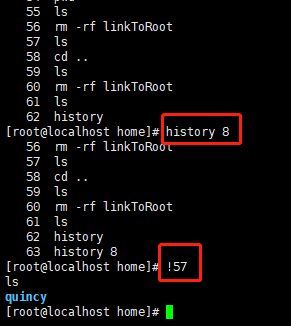 55 ls
56 rm -rf linkToRoot
57 ls
58 cd ..
59 ls
60 rm -rf linkToRoot
61 ls
62 history
[root@localhost home]# history 8
56 rm -rf linkToRoot
57 ls
58 cd ..
59 ls
60 rm -rf linkToRoot
61 ls
62 history
63 history 8
[root@localhost home]# !57
ls
quincy
[root@localhost home]#